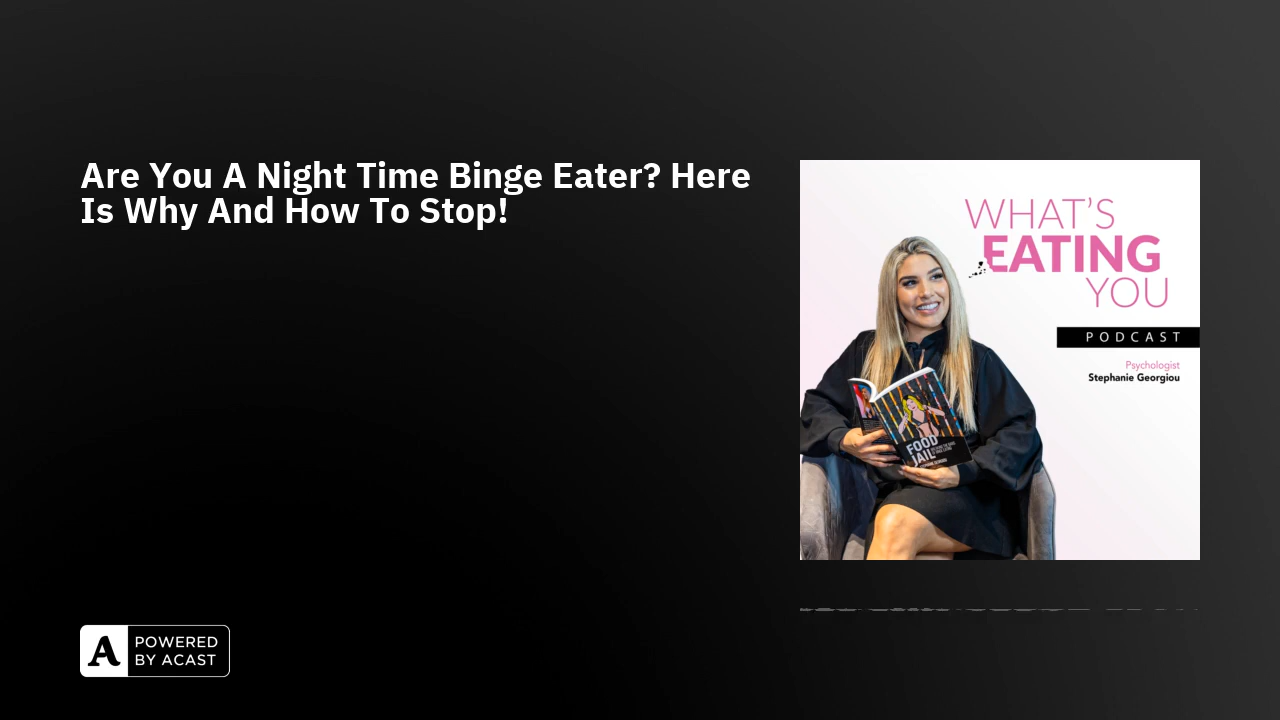 Are You A Night Time Binge Eater? Here
Is Why And How To Stop!
WHAT'S
EATING
YOU
PODCAST
Psychologist
Stephanie Georgiou
FOOD
JAIL
A
POWERED
BY ACAST